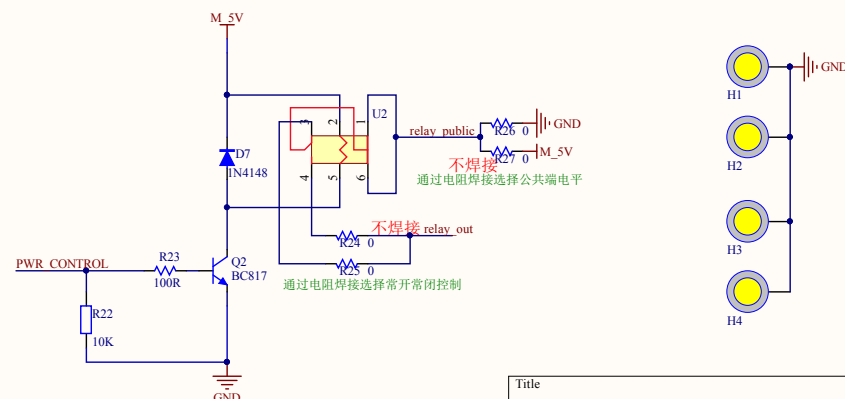 M_5V
U2
3
2
1
4
5
6
relay_public
R26 0
GND
R27 0
M_5V
不焊接
通过电阻焊接选择公共端电平
D7
1N4148
不焊接
relay_out
R24 0
R25 0
通过电阻焊接选择常开常闭控制
PWR_CONTROL
R23
100R
Q2
BC817
R22
10K
GND
H1
GND
H2
H3
H4
Title